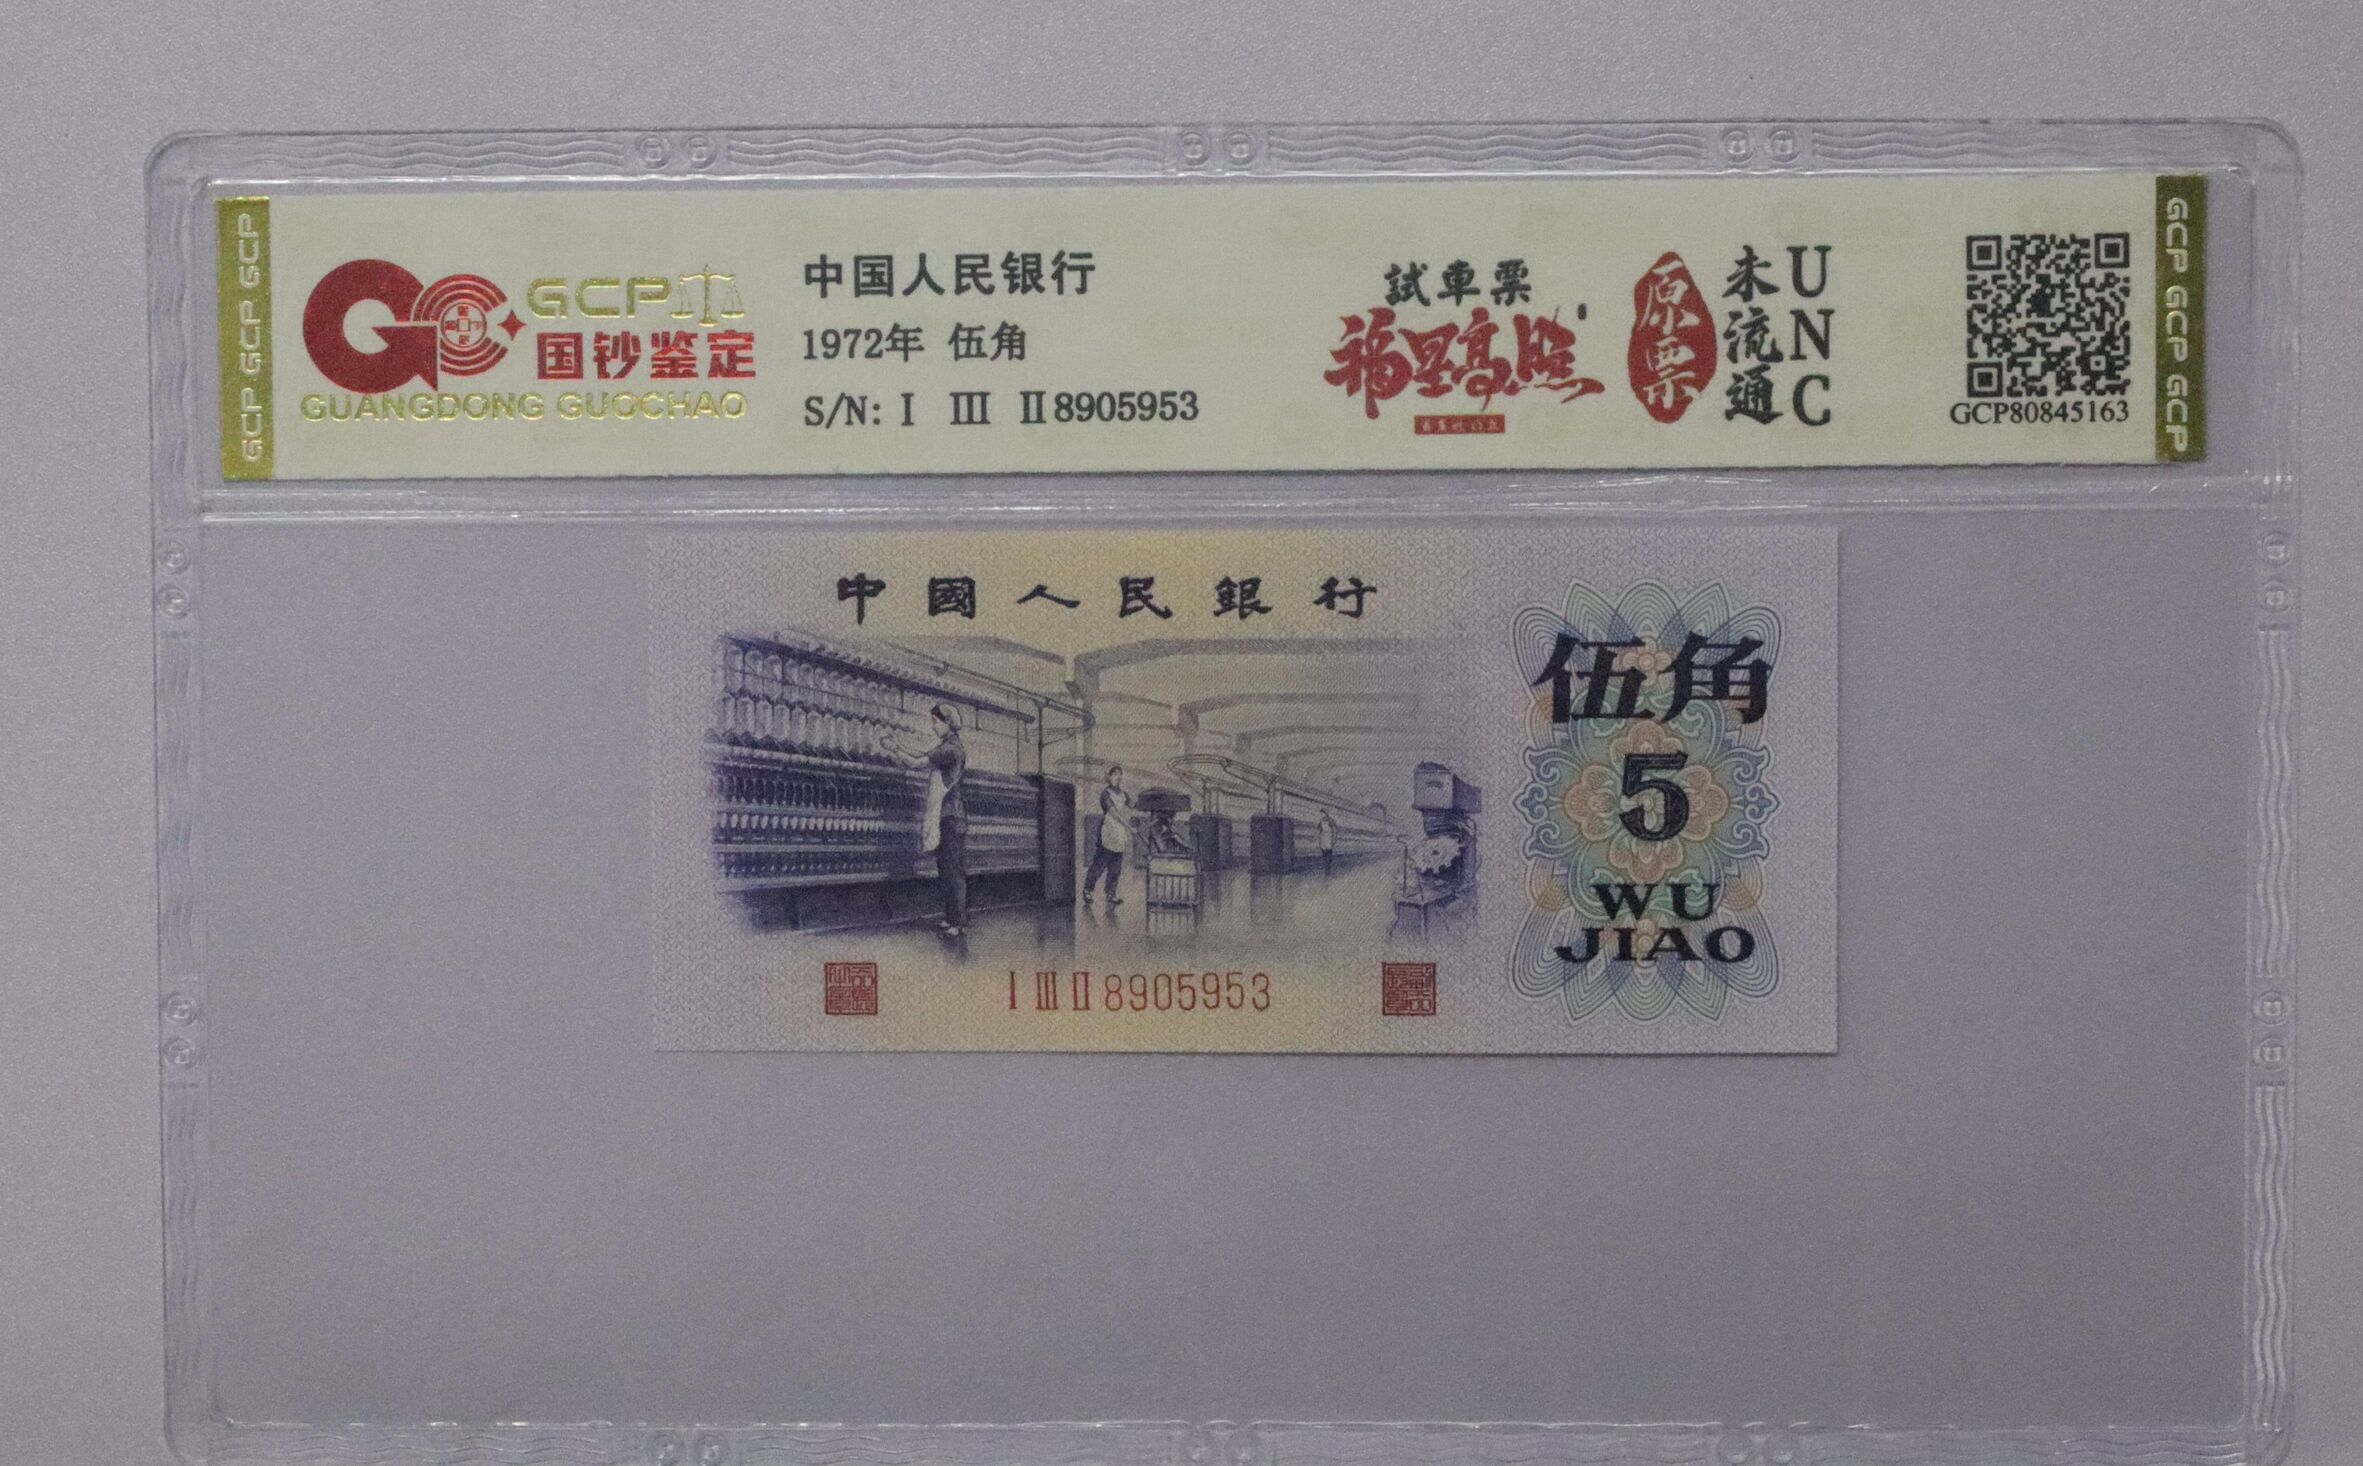 GCP GCP GCP
GCP
国钞鉴定
GUANGDONG GUOCHAO
中国人民银行
1972年 伍角
S/N: I III II 8905953
試車票
福星高照
原票
未流通
UNC
GCP80845163
GCP GCP GCP GCP
中國人民銀行
伍角
5
WU
JIAO
I III II 8905953